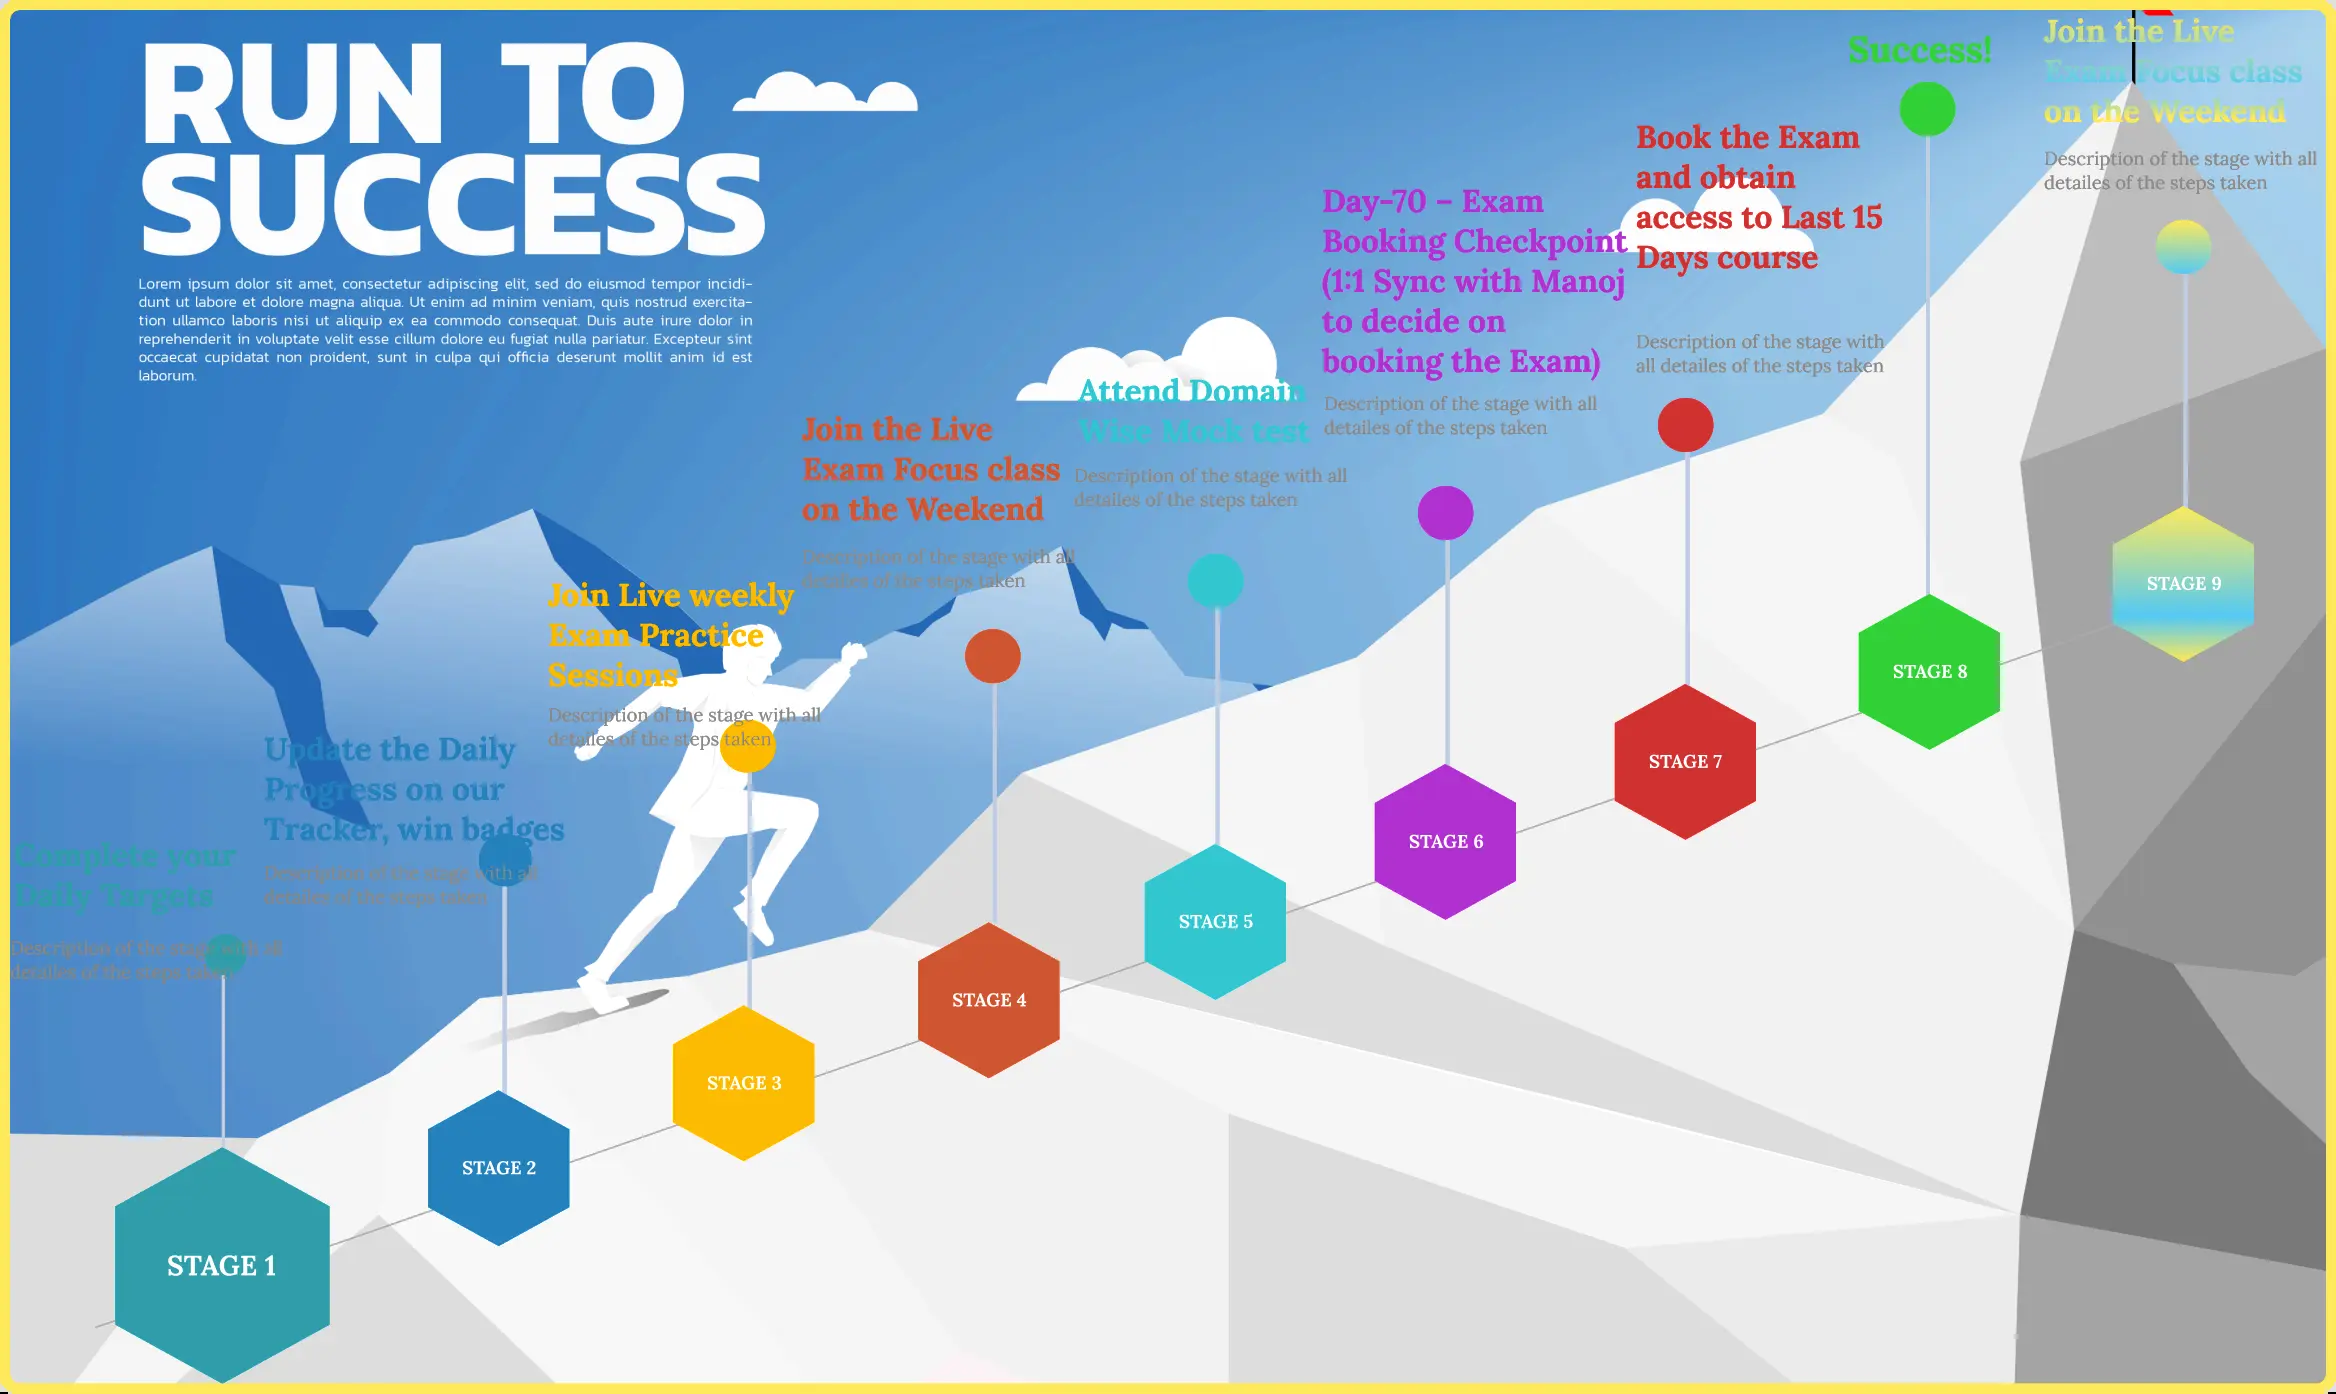 RUN TO
SUCCESS
Lorem ipsum dolor sit amet, consectetur adipiscing elit, sed do eiusmod tempor incidi-
dunt ut labore et dolore magna aliqua. Ut enim ad minim veniam, quis nostrud exercita-
tion ullamco laboris nisi ut aliquip ex ea commodo consequat. Duis aute irure dolor in
reprehenderit in voluptate velit esse cillum dolore eu fugiat nulla pariatur. Excepteur sint
occaecat cupidatat non proident, sunt in culpa qui officia deserunt mollit anim id est
laborum.
Complete your
Daily Targets
Description of the stage with all
detailes of the steps taken
STAGE 1
Update the Daily
Progress on our
Tracker, win badges
Description of the stage with all
detailes of the steps taken
STAGE 2
Join Live weekly
Exam Practice
Sessions
Description of the stage with all
detailes of the steps taken
STAGE 3
Join the Live
Exam Focus class
on the Weekend
Description of the stage with all
detailes of the steps taken
STAGE 4
Attend Domain
Wise Mock test
Description of the stage with all
detailes of the steps taken
STAGE 5
Day-70 – Exam
Booking Checkpoint
(1:1 Sync with Manoj
to decide on
booking the Exam)
Description of the stage with all
detailes of the steps taken
STAGE 6
Book the Exam
and obtain
access to Last 15
Days course
Description of the stage with
all detailes of the steps taken
STAGE 7
Success!
STAGE 8
Join the Live
Exam Focus class
on the Weekend
Description of the stage with all
detailes of the steps taken
STAGE 9